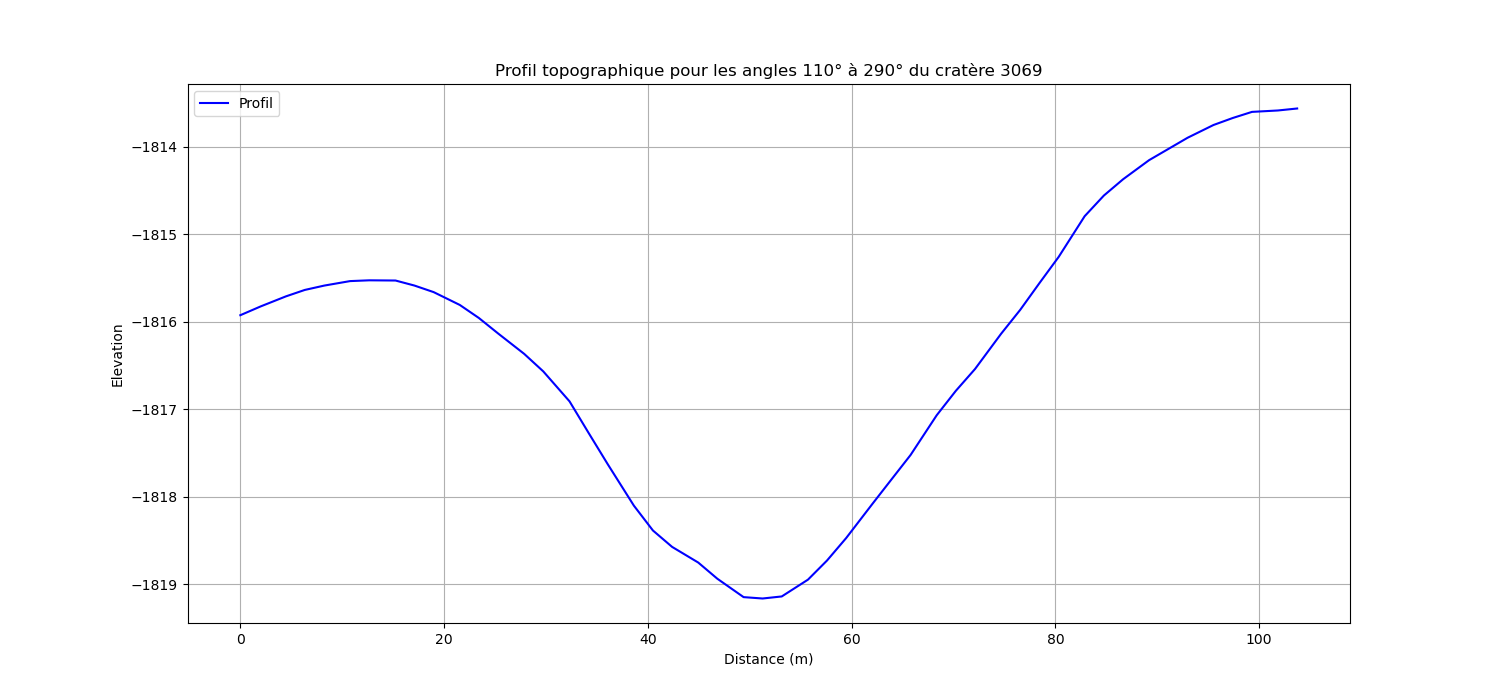 Profil topographique pour les angles 110° à 290° du cratère 3069
Profil
−1814
−1815
−1816
−1817
−1818
−1819
Elevation
0 20 40 60 80 100
Distance (m)